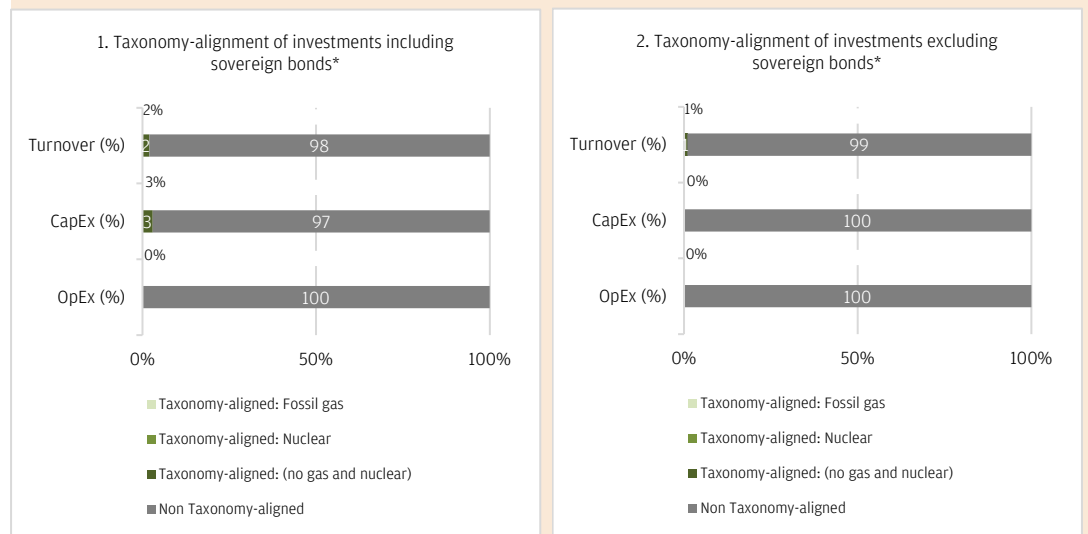 1. Taxonomy-alignment of investments including
sovereign bonds*
2%
Turnover (%)
2
98
3%
CapEx (%)
3
97
0%
OpEx (%)
100
0%
50%
100%
Taxonomy-aligned: Fossil gas
Taxonomy-aligned: Nuclear
Taxonomy-aligned: (no gas and nuclear)
Non Taxonomy-aligned
2. Taxonomy-alignment of investments excluding
sovereign bonds*
1%
Turnover (%)
1
99
0%
CapEx (%)
100
0%
OpEx (%)
100
0%
50%
100%
Taxonomy-aligned: Fossil gas
Taxonomy-aligned: Nuclear
Taxonomy-aligned: (no gas and nuclear)
Non Taxonomy-aligned